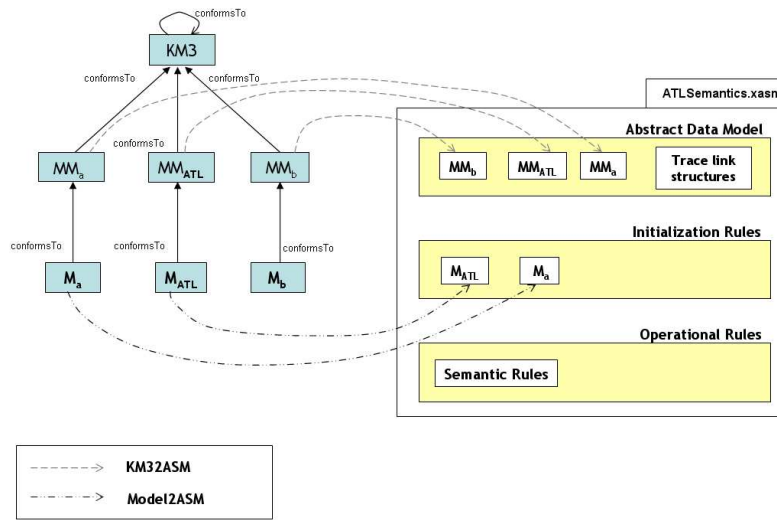 conformsTo
KM3
conformsTo
conformsTo
conformsTo
ATLSemantics.xasm
Abstract Data Model
MMa
MMATL
MMb
MMb
MMATL
MMa
Trace link
structures
conformsTo
conformsTo
conformsTo
Initialization Rules
Ma
MATL
Mb
MATL
Ma
Operational Rules
Semantic Rules
KM32ASM
Model2ASM